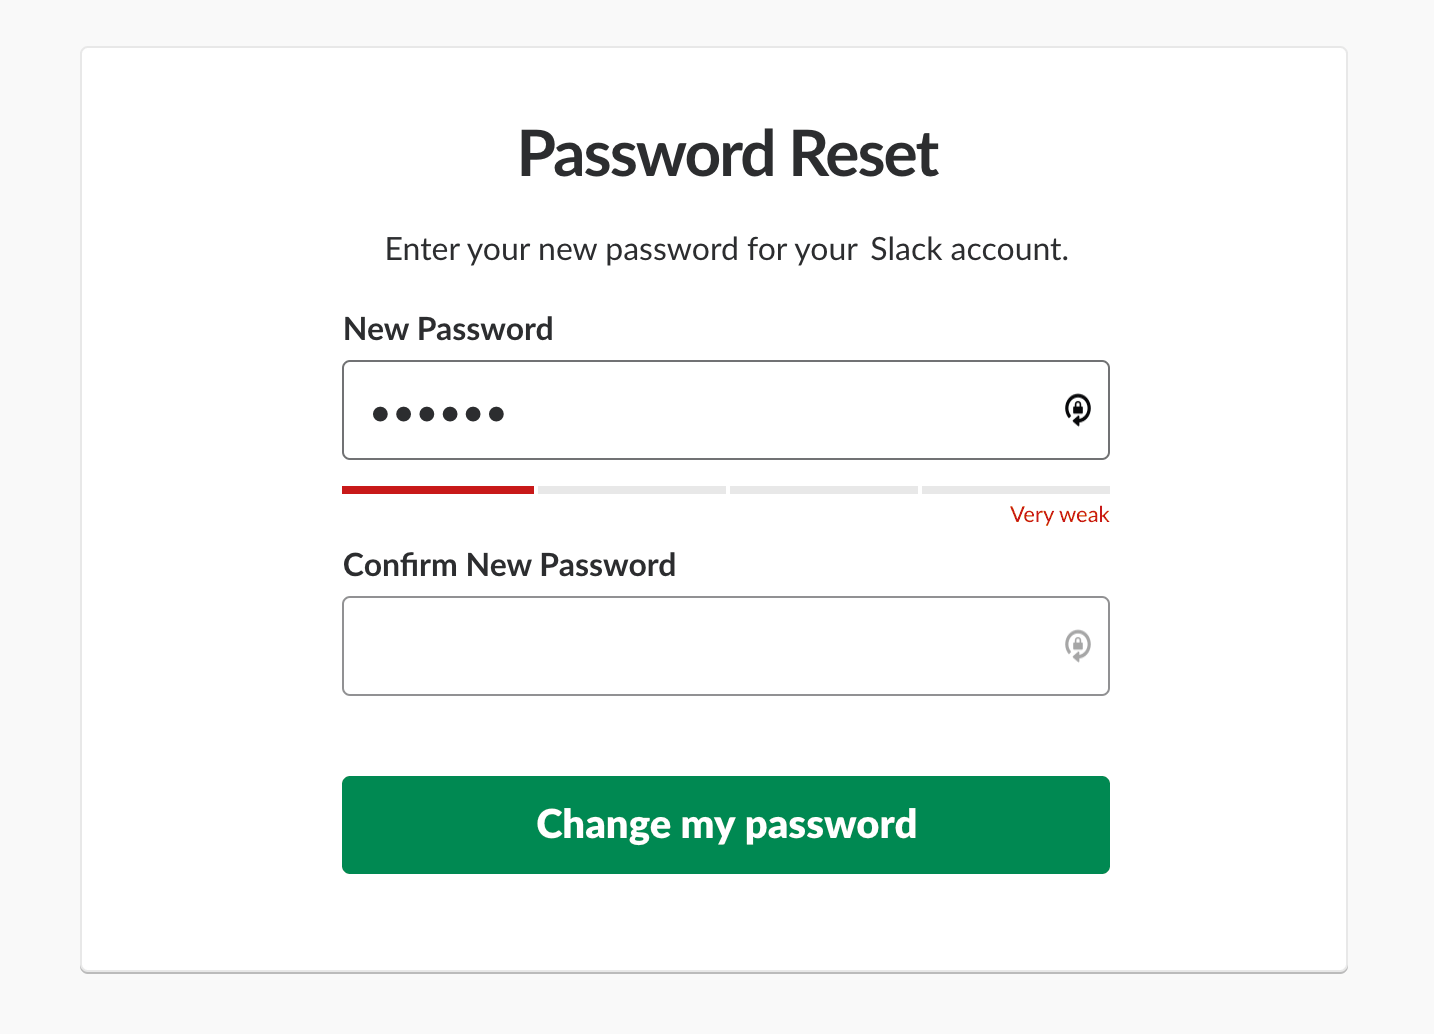 Password Reset
Enter your new password for your Slack account.
New Password
••••••
Very weak
Confirm New Password
Change my password